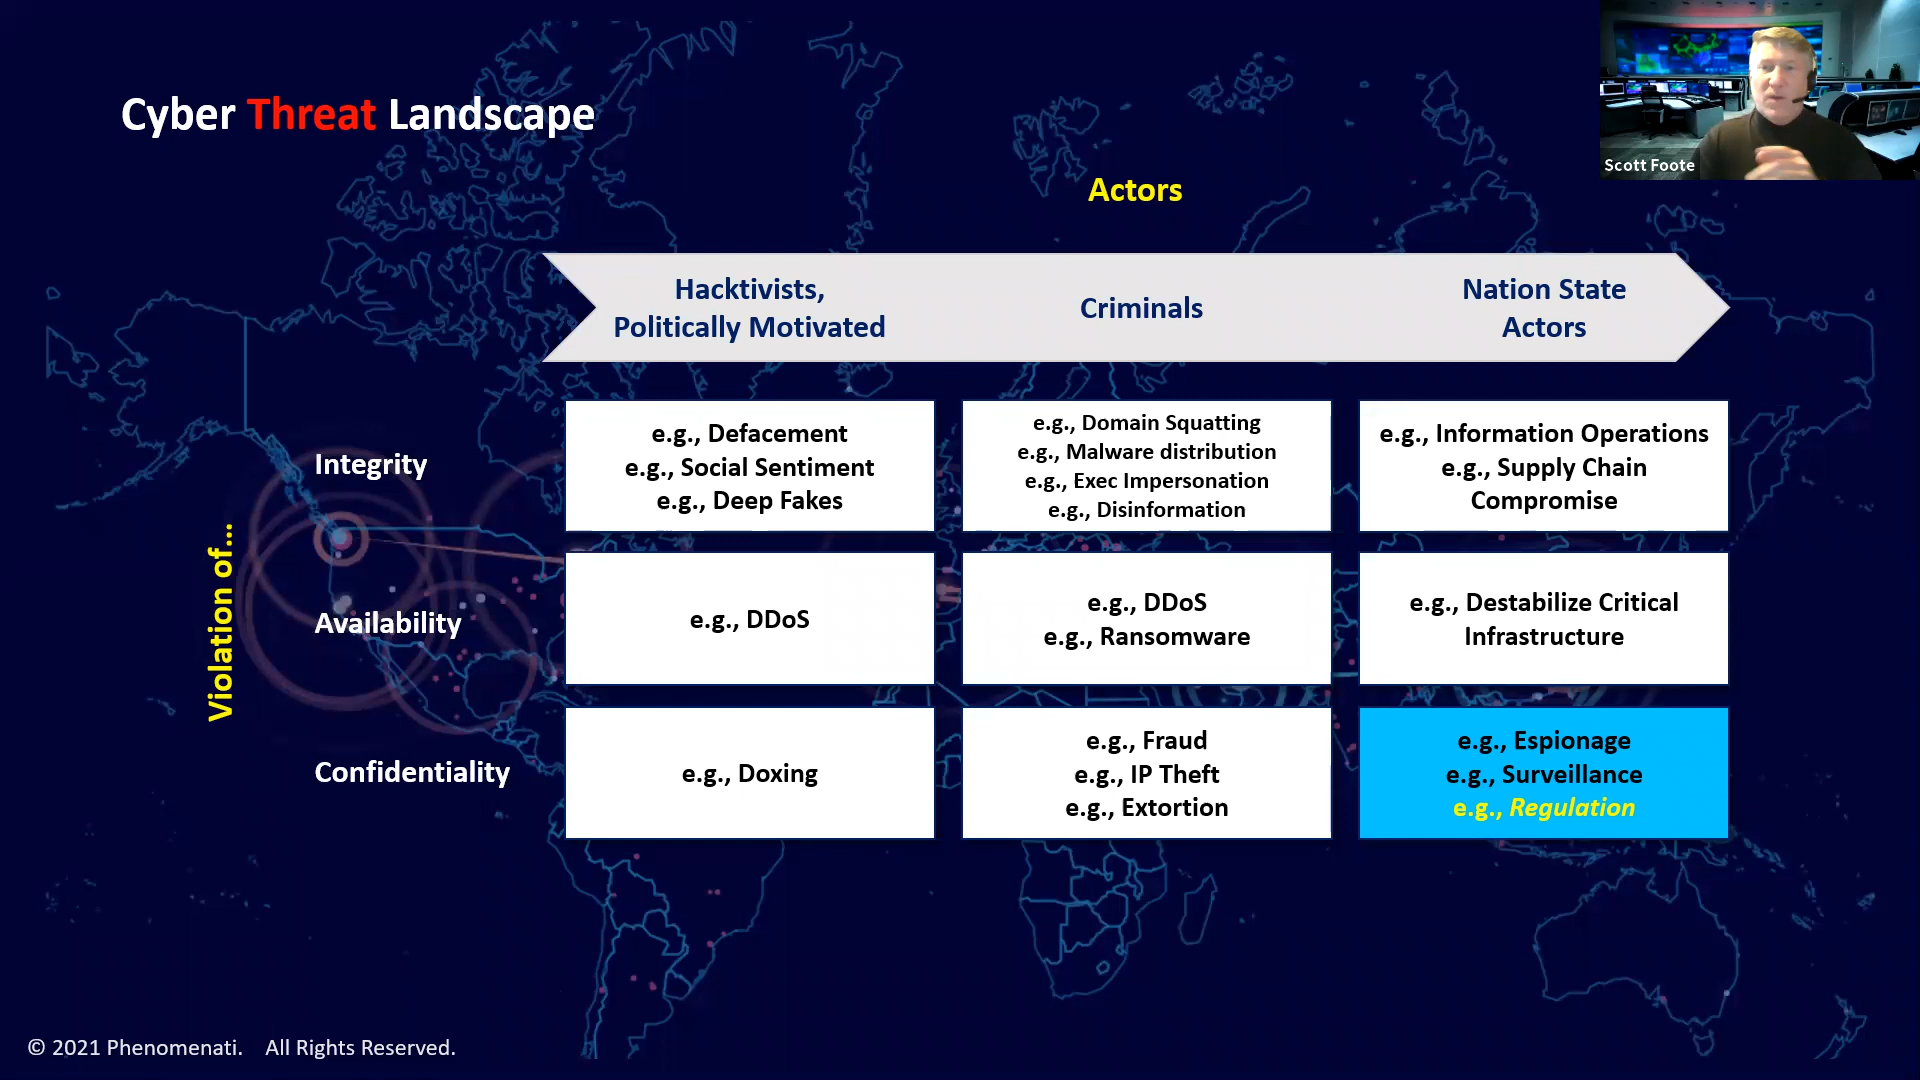 Cyber Threat Landscape
Scott Foote
Actors
Hacktivists,
Politically Motivated
Criminals
Nation State
Actors
Violation of...
Integrity
e.g., Defacement
e.g., Social Sentiment
e.g., Deep Fakes
e.g., Domain Squatting
e.g., Malware distribution
e.g., Exec Impersonation
e.g., Disinformation
e.g., Information Operations
e.g., Supply Chain
Compromise
Availability
e.g., DDoS
e.g., DDoS
e.g., Ransomware
e.g., Destabilize Critical
Infrastructure
Confidentiality
e.g., Doxing
e.g., Fraud
e.g., IP Theft
e.g., Extortion
e.g., Espionage
e.g., Surveillance
e.g., Regulation
© 2021 Phenomenati. All Rights Reserved.